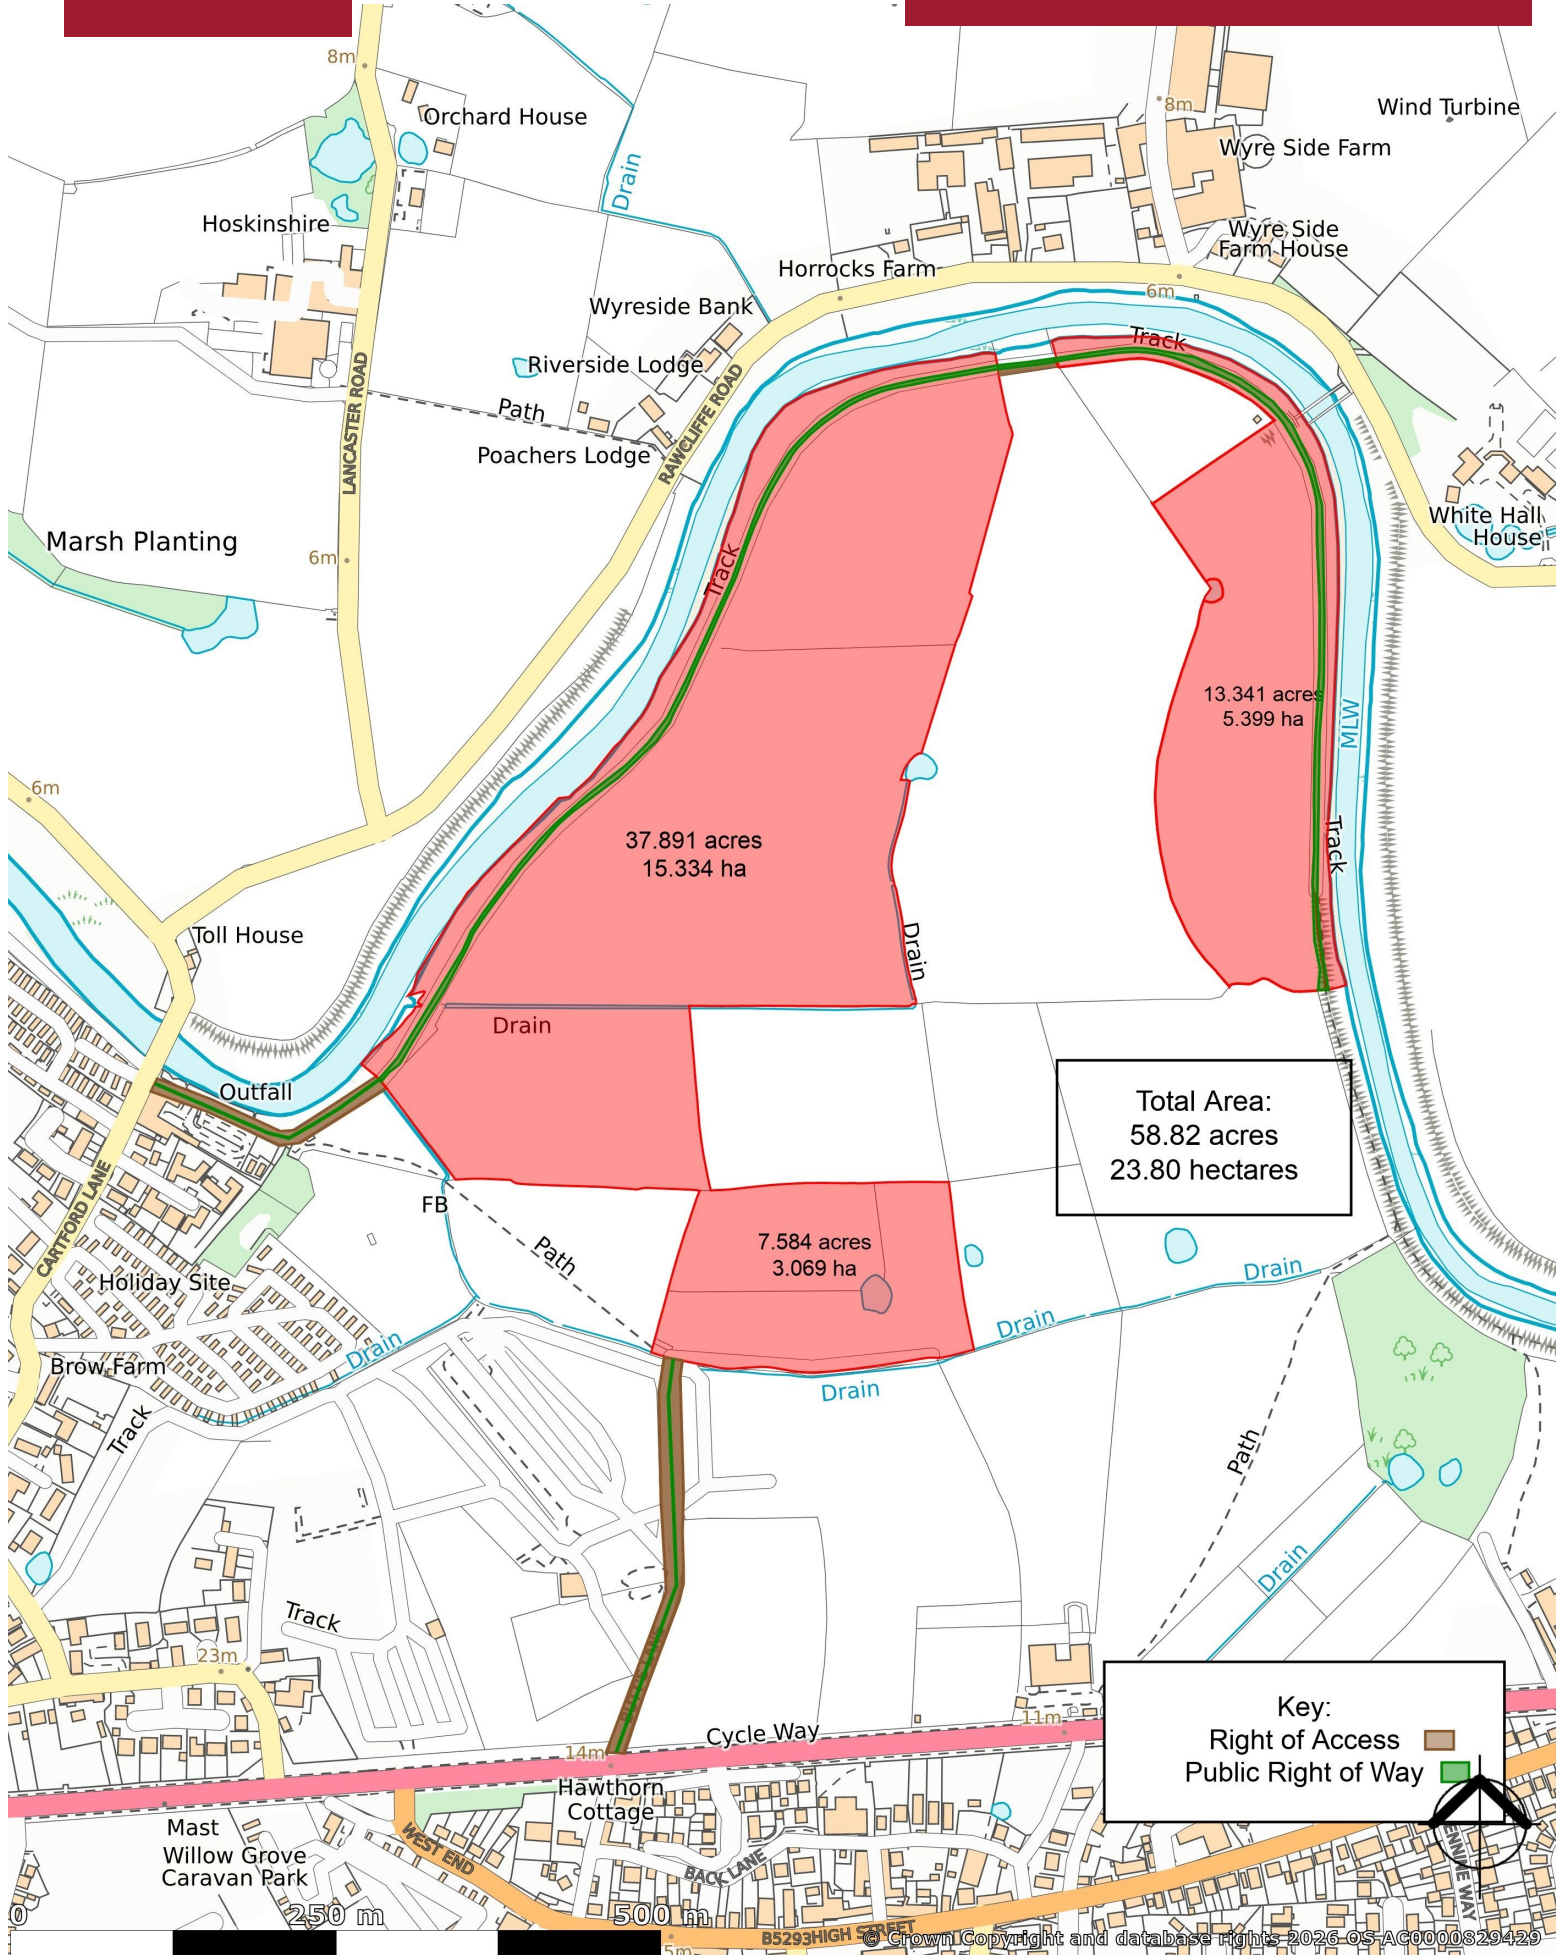 8m
Orchard House
Drain
8m
Wind Turbine
Wyre Side Farm
Hoskinshire
Wyre Side
Farm House
Horrocks Farm
6m
Wyreside Bank
Track
Riverside Lodge
LANCASTER ROAD
Path
RAWCLIFFE ROAD
Poachers Lodge
White Hall
House
Marsh Planting
6m
Track
13.341 acres
5.399 ha
MLW
6m
37.891 acres
15.334 ha
Track
Toll House
Drain
Drain
Outfall
Total Area:
58.82 acres
23.80 hectares
CARTFORD LANE
FB
Path
7.584 acres
3.069 ha
Holiday Site
Drain
Drain
Drain
Brow Farm
Drain
Track
Path
Drain
Track
23m
Key:
Right of Access
Public Right of Way
Cycle Way
11m
14m
Hawthorn
Cottage
Mast
Willow Grove
Caravan Park
WEST END
BACK LANE
0
250 m
500 m
B5293
HIGH STREET
5m
© Crown Copyright and database rights 2026 OS AC0000829429